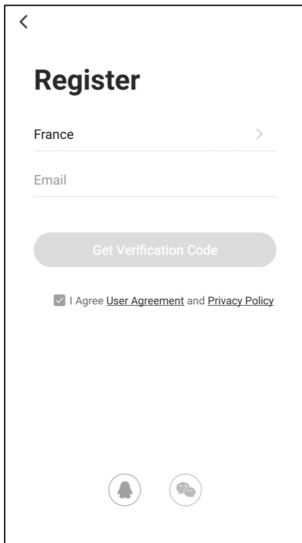 Register
France
Email
Get Verification Code
I Agree User Agreement and Privacy Policy